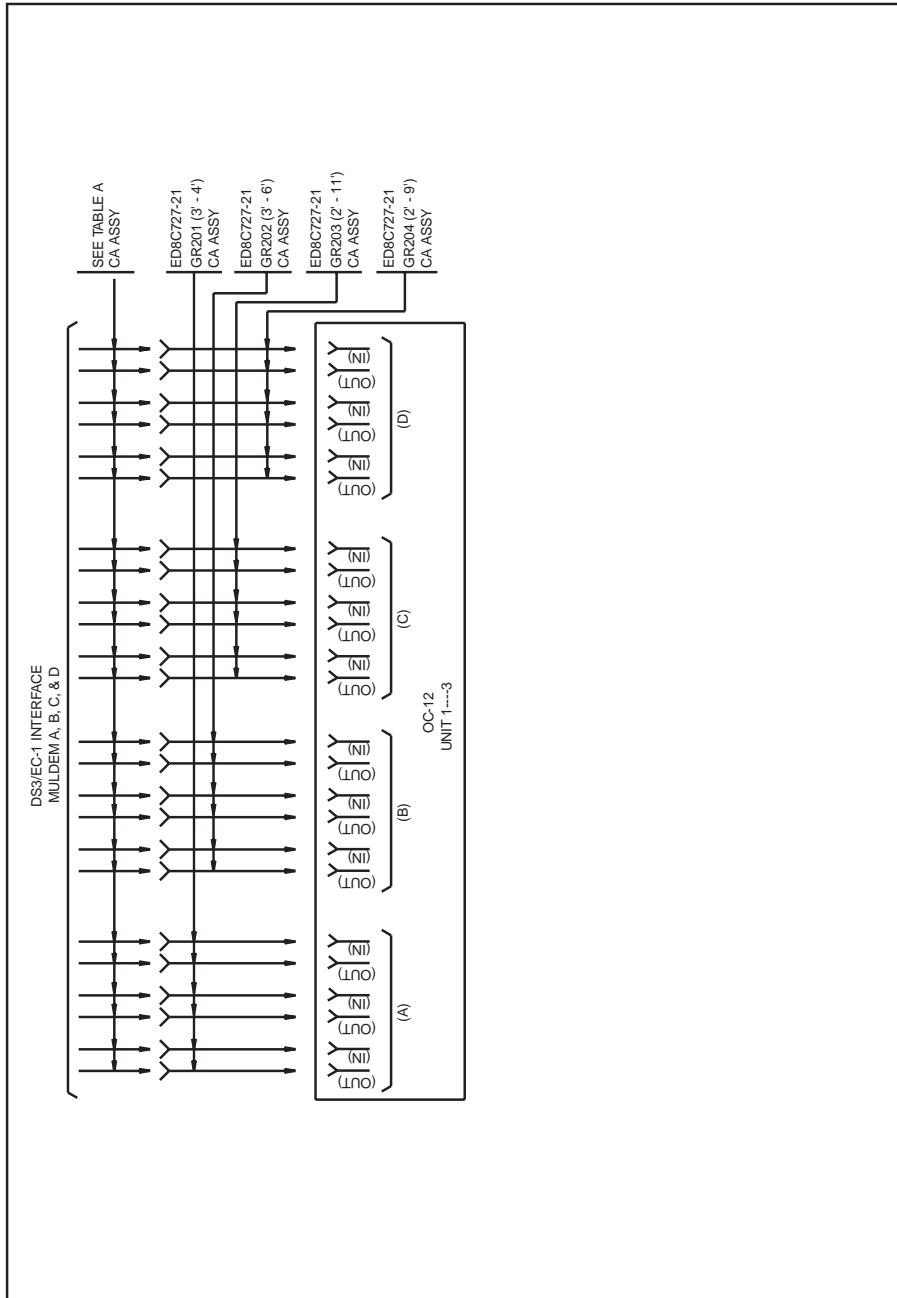 SEE TABLE A
CA ASSY
ED8C727-21
GR201 (3' - 4')
CA ASSY
ED8C727-21
GR202 (3' - 6')
CA ASSY
ED8C727-21
GR203 (2' - 11')
CA ASSY
ED8C727-21
GR204 (2' - 9')
CA ASSY
DS3/EC-1 INTERFACE
MULDEM A, B, C, & D
(OUT)
(IN)
(OUT)
(IN)
(OUT)
(IN)
(A)
(OUT)
(IN)
(OUT)
(IN)
(OUT)
(IN)
(B)
(OUT)
(IN)
(OUT)
(IN)
(OUT)
(IN)
(C)
(OUT)
(IN)
(OUT)
(IN)
(OUT)
(IN)
(D)
OC-12
UNIT 1----3